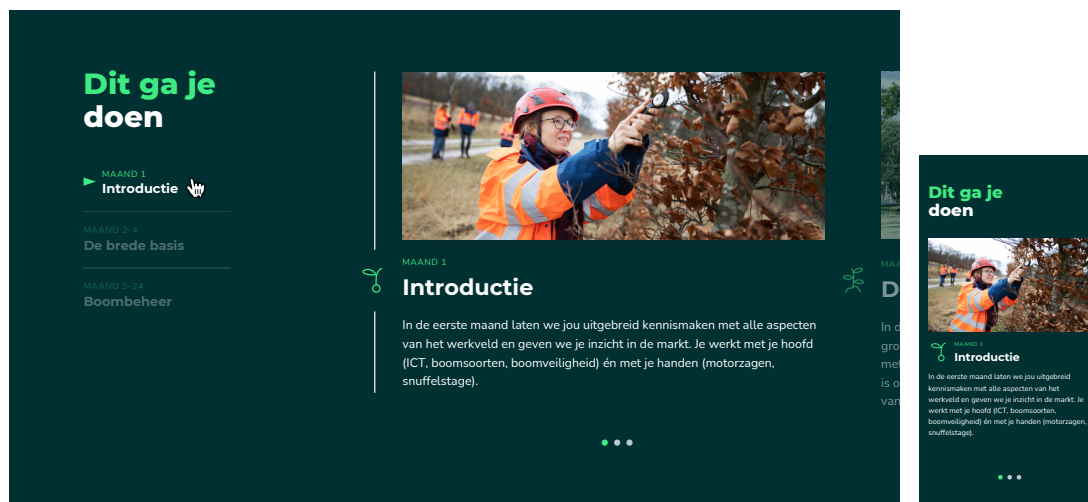 Dit ga je
doen
MAAND 1
Introductie
MAAND 2-4
De brede basis
MAAND 5-24
Boombeheer
MAAND 1
Introductie
In de eerste maand laten we jou uitgebreid kennismaken met alle aspecten
van het werkveld en geven we je inzicht in de markt. Je werkt met je hoofd
(ICT, boomsoorten, boomveiligheid) én met je handen (motorzagen,
snuffelstage).
D
Dit ga je
doen
MAAND 1
Introductie
In de eerste maand laten we jou uitgebreid
kennismaken met alle aspecten van het
werkveld en geven we je inzicht in de markt. Je
werkt met je hoofd (ICT, boomsoorten,
boomveiligheid) én met je handen (motorzagen,
snuffelstage).